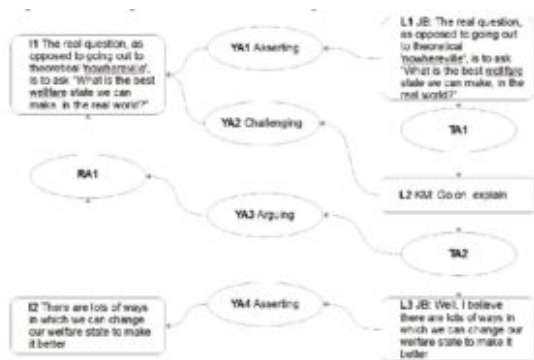 I1 The real question, as
opposed to going out to
theoretical 'nowhereville',
is to ask "What is the best
wellfare state we can
make, in the real world?"
YA1 Asserting
L1 JB: The real question,
as opposed to going out
to theoretical
'nowhereville', is to ask
"What is the best wellfare
state we can make, in the
real world?"
YA2 Challenging
TA1
RA1
L2 KM: Go on explain
YA3 Arguing
TA2
I2 There are lots of ways
in which we can change
our welfare state to make
it better
YA4 Asserting
L3 JB: Well, I believe
there are lots of ways in
which we can change our
welfare state to make it
better